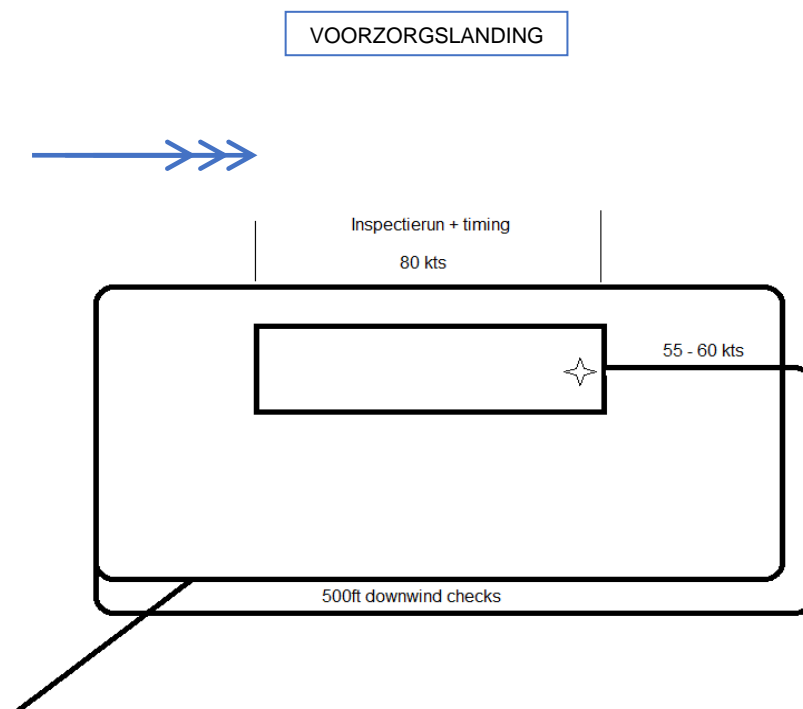 VOORZORGSLANDING
Inspectierun + timing
80 kts
55 - 60 kts
500ft downwind checks